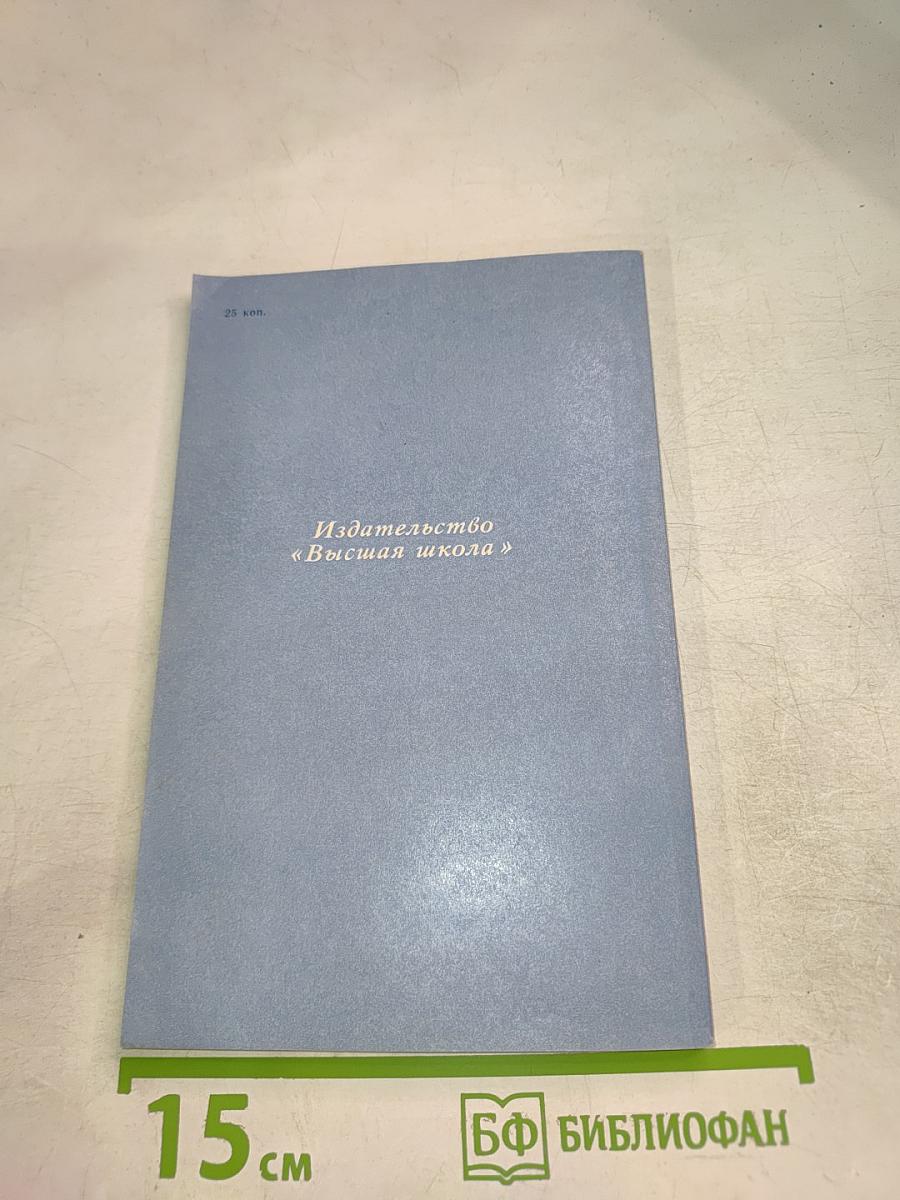 25 коп.
Издательство
«Высшая школа»
15 см
БФ БИБЛИОФАН